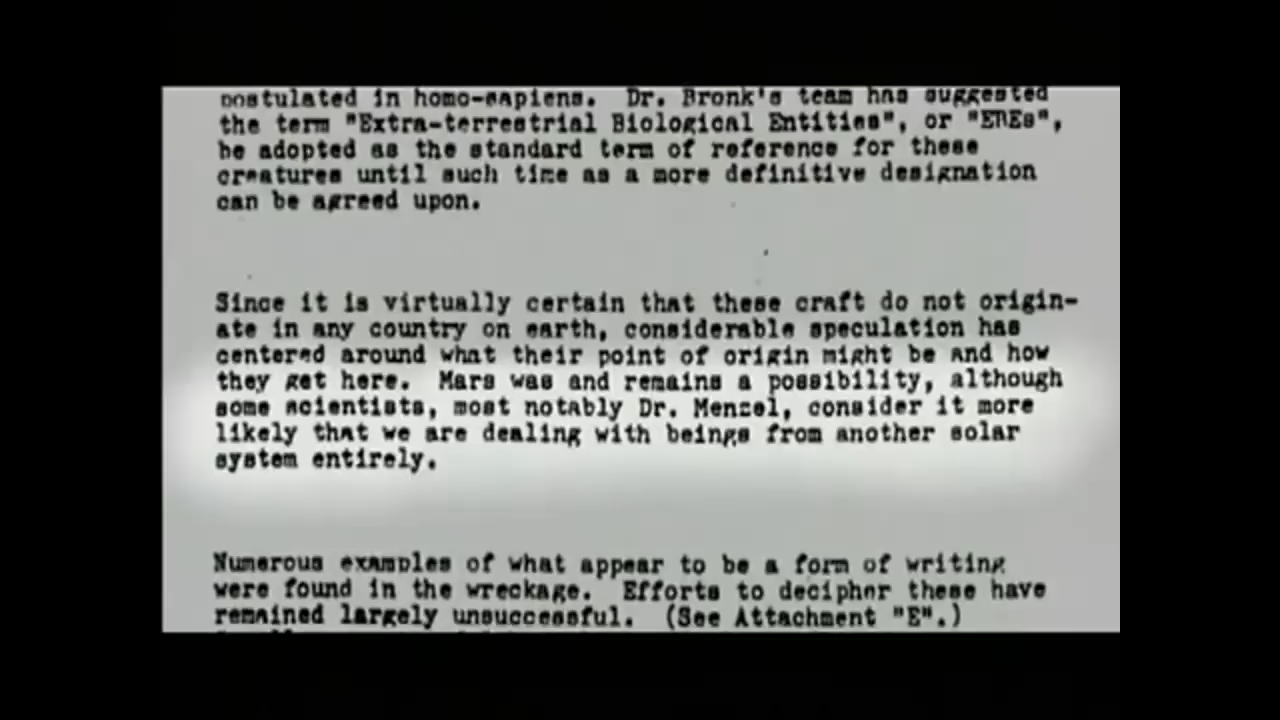 postulated in homo-sapiens. Dr. Bronk's team has suggested
the term "Extra-terrestrial Biological Entities", or "EBEs",
be adopted as the standard term of reference for these
creatures until such time as a more definitive designation
can be agreed upon.
Since it is virtually certain that these craft do not origin-
ate in any country on earth, considerable speculation has
centered around what their point of origin might be and how
they get here. Mars was and remains a possibility, although
some scientists, most notably Dr. Menzel, consider it more
likely that we are dealing with beings from another solar
system entirely.
Numerous examples of what appear to be a form of writing
were found in the wreckage. Efforts to decipher these have
remained largely unsuccessful. (See Attachment "E".)